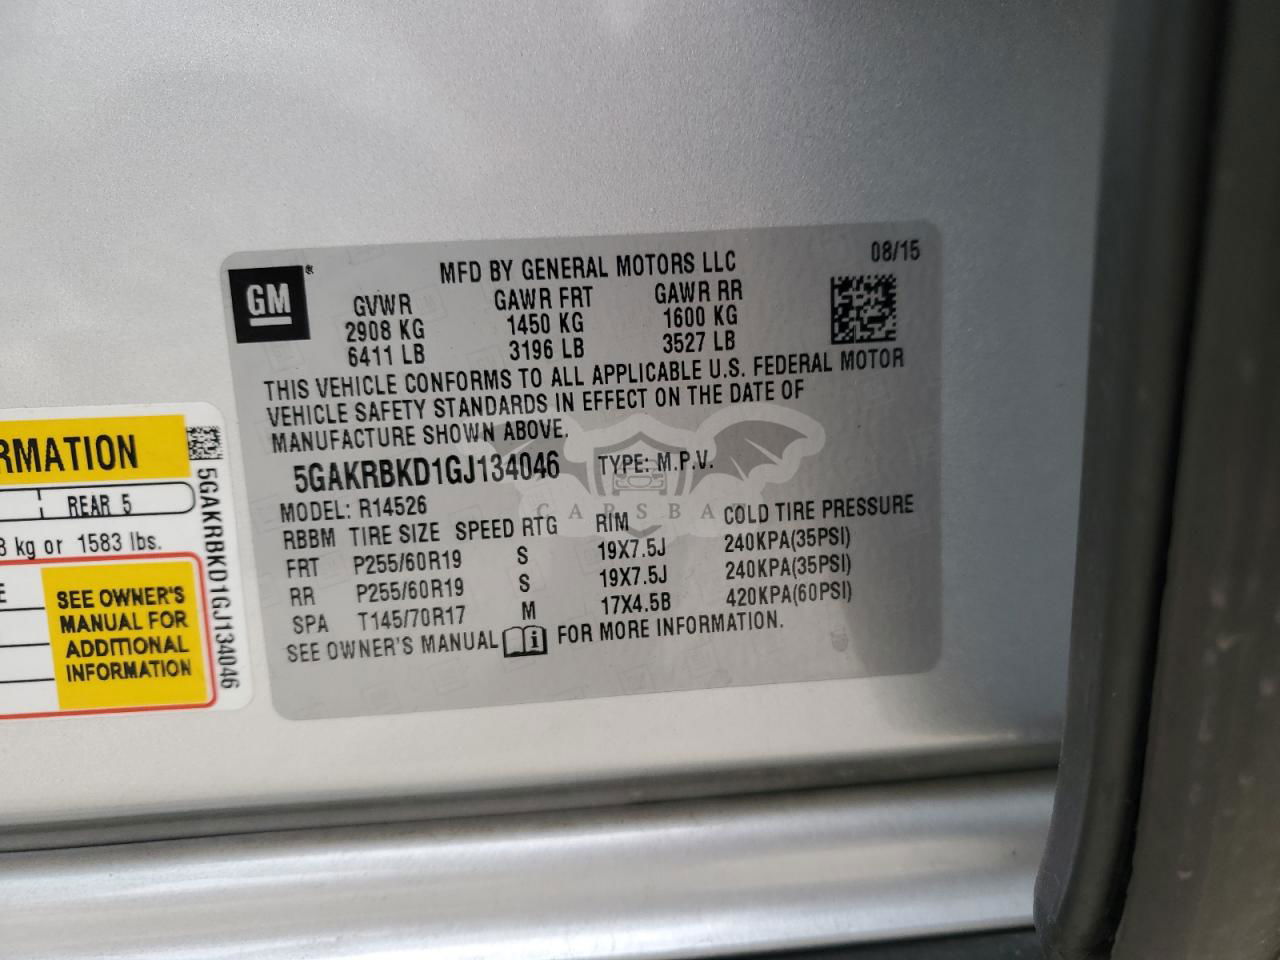 08/15
MFD BY GENERAL MOTORS LLC
GM ®
GVWR GAWR FRT GAWR RR
2908 KG 1450 KG 1600 KG
6411 LB 3196 LB 3527 LB
THIS VEHICLE CONFORMS TO ALL APPLICABLE U.S. FEDERAL MOTOR
VEHICLE SAFETY STANDARDS IN EFFECT ON THE DATE OF
MANUFACTURE SHOWN ABOVE.
5GAKRBKD1GJ134046 TYPE: M.P.V.
MODEL: R14526
RBBM TIRE SIZE SPEED RTG RIM COLD TIRE PRESSURE
FRT P255/60R19 S 19X7.5J 240KPA(35PSI)
RR P255/60R19 S 19X7.5J 240KPA(35PSI)
SPA T145/70R17 M 17X4.5B 420KPA(60PSI)
SEE OWNER'S MANUAL i FOR MORE INFORMATION.
RMATION
REAR 5
kg or 1583 lbs.
E
SEE OWNER'S
MANUAL FOR
ADDITIONAL
INFORMATION
5GAKRBKD1GJ134046